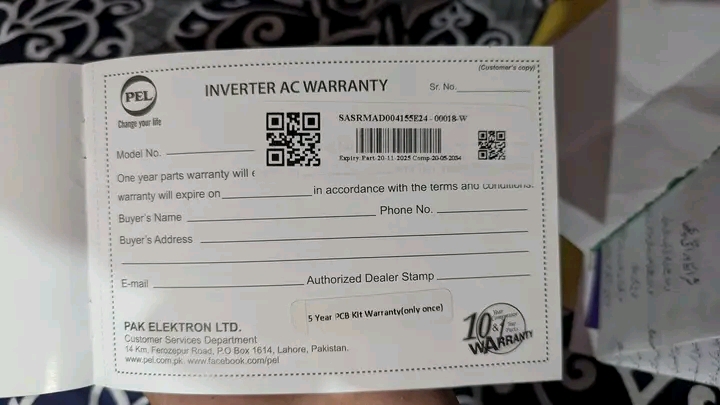 (Customer's copy)
PEL
Change your life
INVERTER AC WARRANTY
Sr. No.
SASRMAD004155E24 - 00018-W
Expiry:Part:20-11-2025 Comp:20-05-2034
Model No.
One year parts warranty will
warranty will expire on in accordance with the terms and conditions.
Buyer's Name Phone No.
Buyer's Address
E-mail Authorized Dealer Stamp
5 Year PCB Kit Warranty(only once)
PAK ELEKTRON LTD.
Customer Services Department
14 Km, Ferozepur Road, P.O Box 1614, Lahore, Pakistan.
www.pel.com.pk www.facebook.com/pel
10 Year Compressor
& 1 Year Parts
WARRANTY